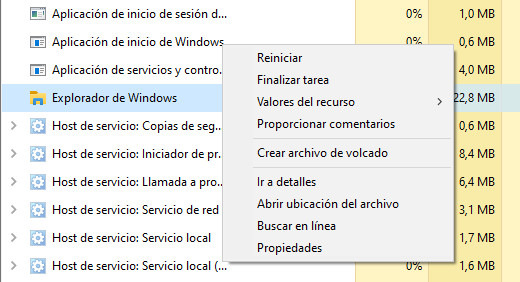 Aplicación de inicio de sesión d... 0% 1,0 MB
Aplicación de inicio de Windows 0,6 MB
Reiniciar
Aplicación de servicios y contro... 4,0 MB
Finalizar tarea
Explorador de Windows 22,8 MB
Valores del recurso
Proporcionar comentarios
Host de servicio: Copias de seg... 0,6 MB
Crear archivo de volcado
Host de servicio: Iniciador de pr... 8,4 MB
Ir a detalles
Host de servicio: Llamada a pro... 6,4 MB
Abrir ubicación del archivo
Host de servicio: Servicio de red 3,1 MB
Buscar en línea
Host de servicio: Servicio local 1,7 MB
Propiedades
Host de servicio: Servicio local (... 0% 1,6 MB